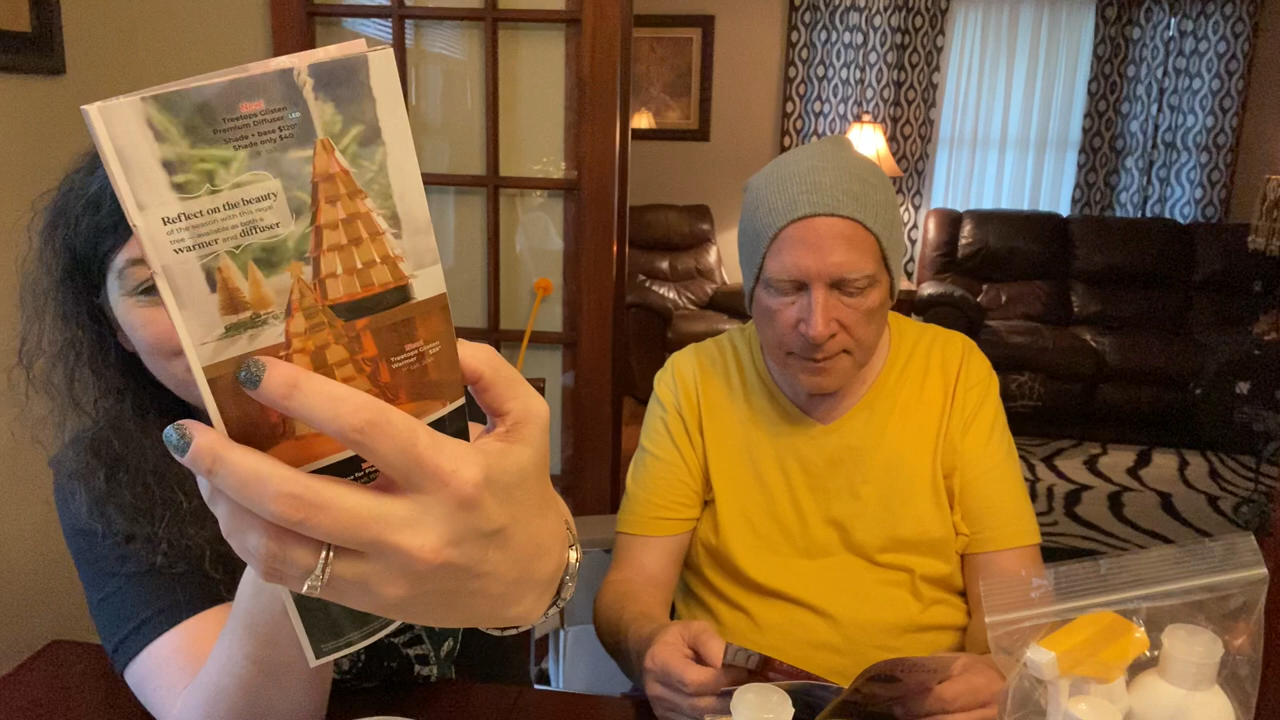 New!
Treetops Glisten
Premium Diffuser LED
Shade + base $120*
Shade only $40
Reflect on the beauty
of the season with this regal
tree — available as both a
warmer and diffuser
New!
Treetops Glisten
Warmer